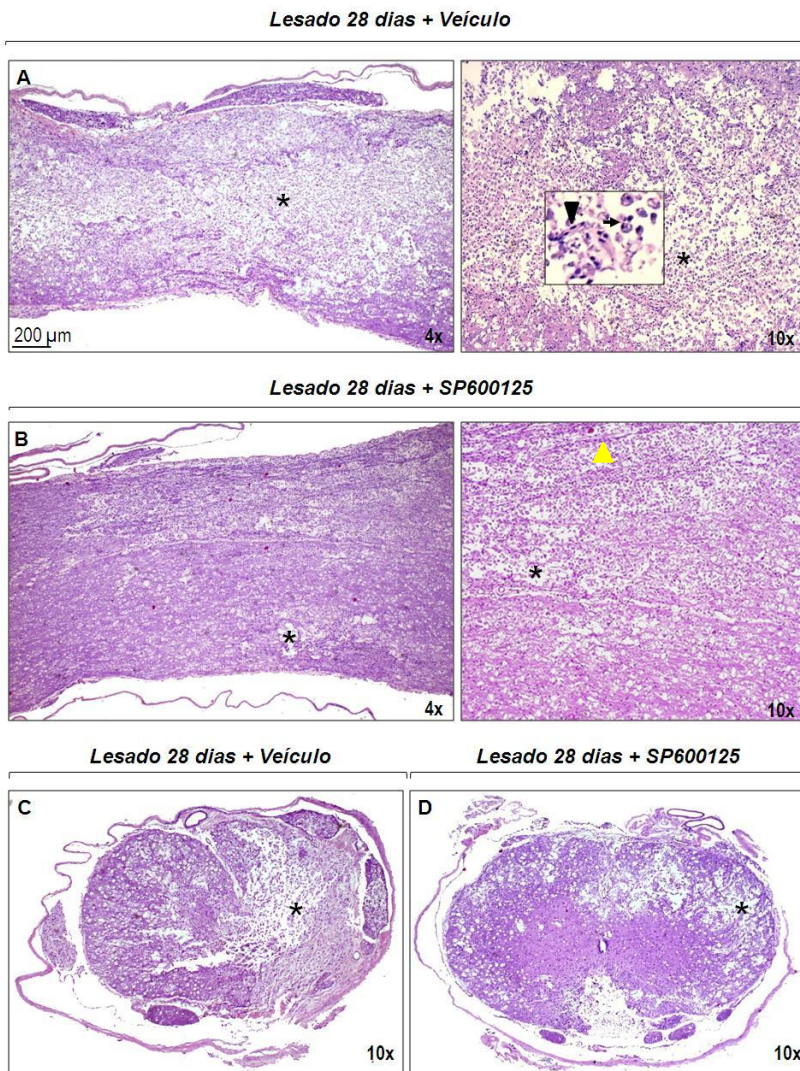 Lesado 28 dias + Veículo
A
*
4x
200 µm
*
10x
Lesado 28 dias + SP600125
B
*
4x
*
10x
Lesado 28 dias + Veículo
Lesado 28 dias + SP600125
C
*
10x
D
*
10x